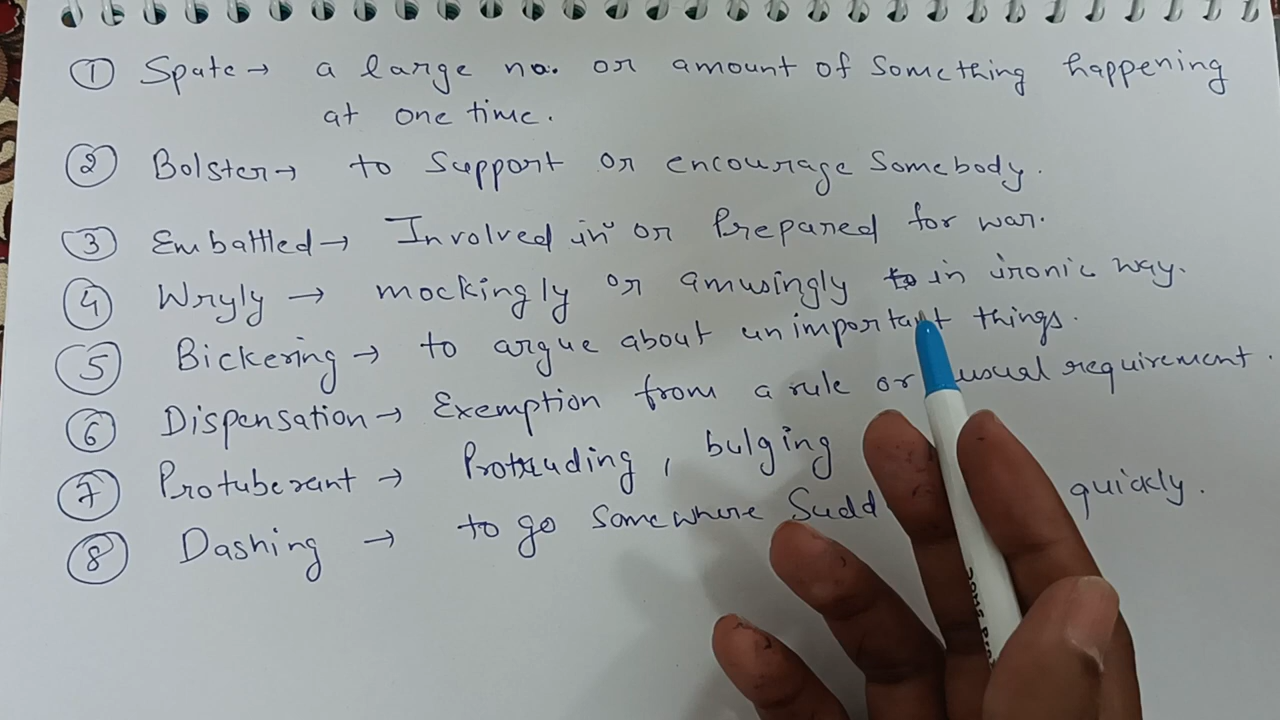 ① Spate → a large no. or amount of something happening
at one time.
② Bolster → to support or encourage somebody.
③ Embattled → Involved in or Prepared for war.
④ Wryly → mockingly or amusingly in ironic way.
⑤ Bickering → to argue about unimportant things.
⑥ Dispensation → Exemption from a rule or usual requirement.
⑦ Protuberant → Protruding, bulging
⑧ Dashing → to go somewhere Sudd quickly.